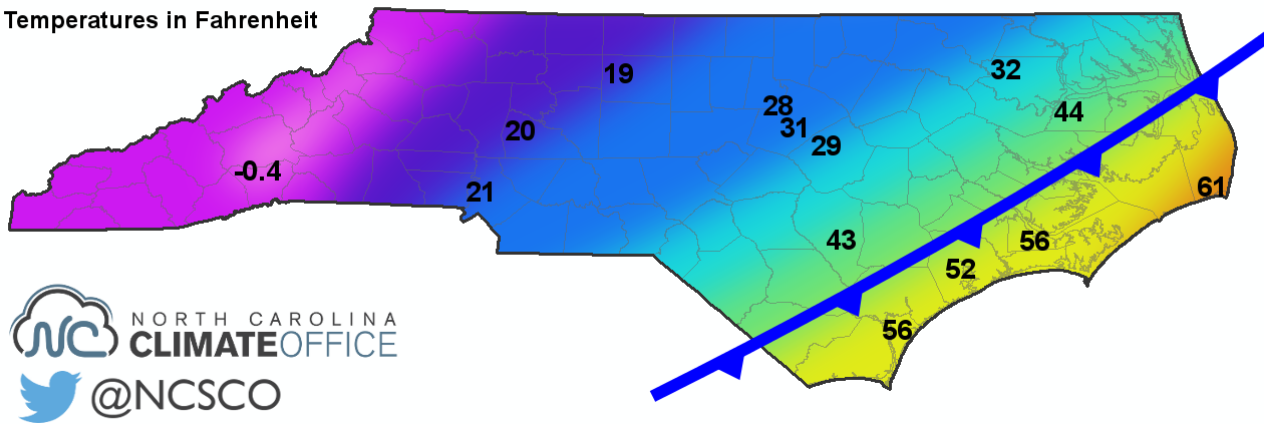 Temperatures in Fahrenheit
19
32
28
44
31
20
29
-0.4
21
61
43
56
52
56
NC
NORTH CAROLINA
CLIMATEOFFICE
@NCSCO